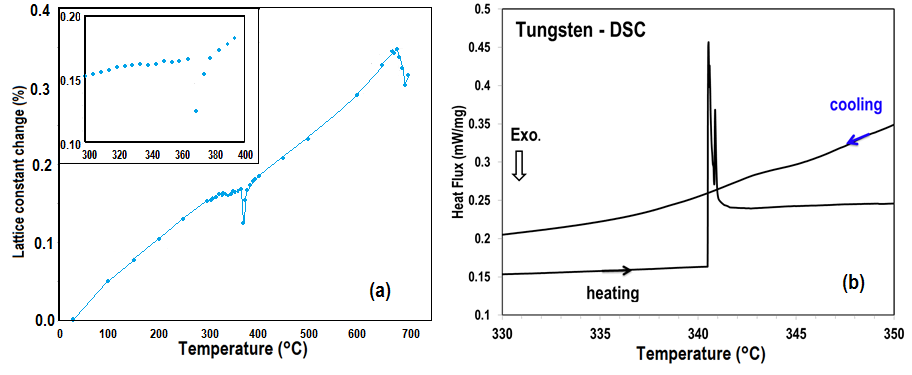 Lattice constant change (%)
0.4
0.3
0.2
0.1
0.0
0.20
0.15
0.10
300 320 340 360 380 400
(a)
0 100 200 300 400 500 600 700
Temperature (°C)
Heat Flux (mW/mg)
0.5
0.45
0.4
0.35
0.3
0.25
0.2
0.15
0.1
Tungsten - DSC
cooling
Exo.
heating
(b)
330 335 340 345 350
Temperature (°C)